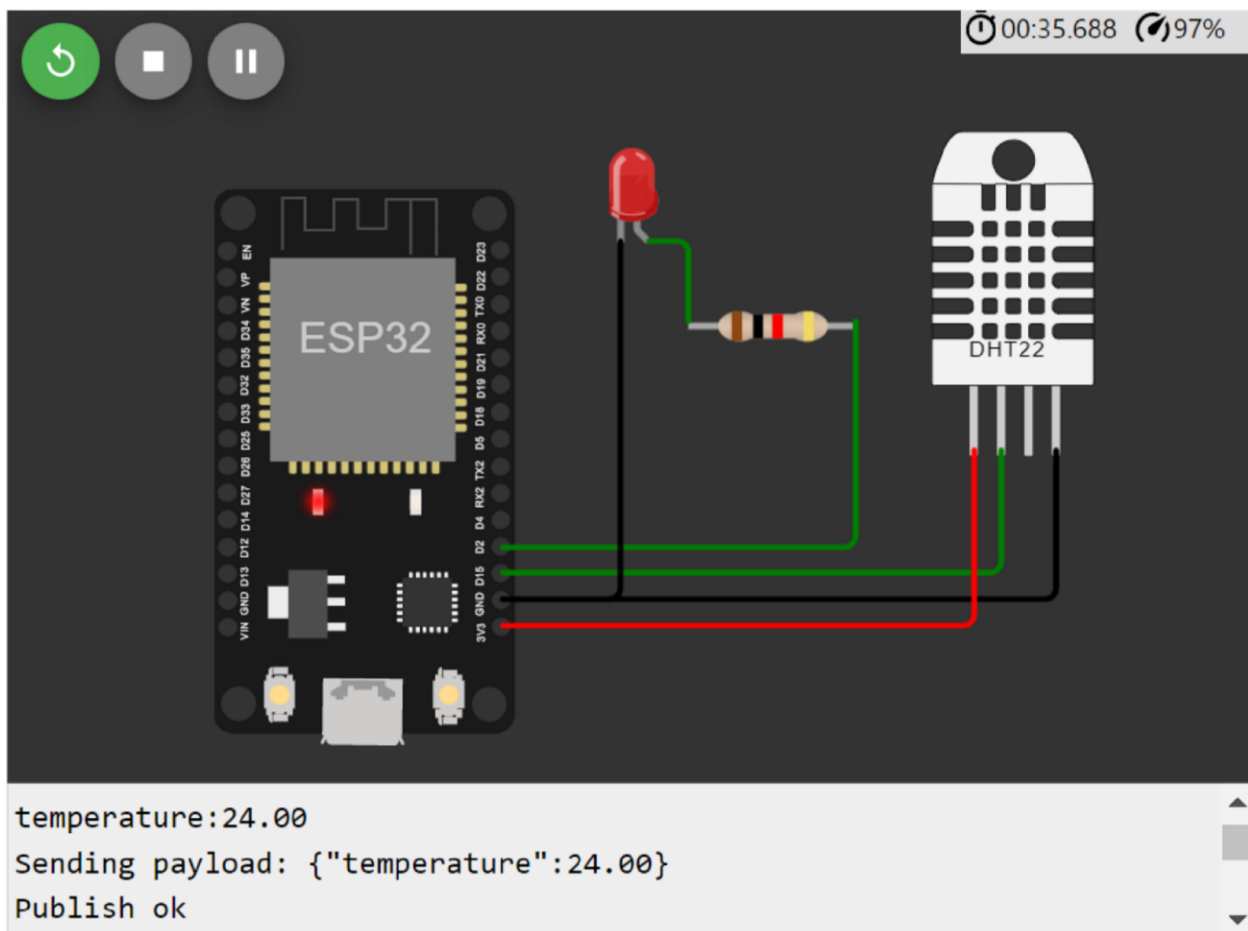 00:35.688 97%
ESP32
DHT22
EN
VP
VN
D34
D35
D32
D33
D25
D26
D27
D14
D12
D13
GND
VIN
D23
D22
TX0
RX0
D21
D19
D18
D5
TX2
RX2
D4
D2
D15
GND
3V3
temperature:24.00
Sending payload: {"temperature":24.00}
Publish ok